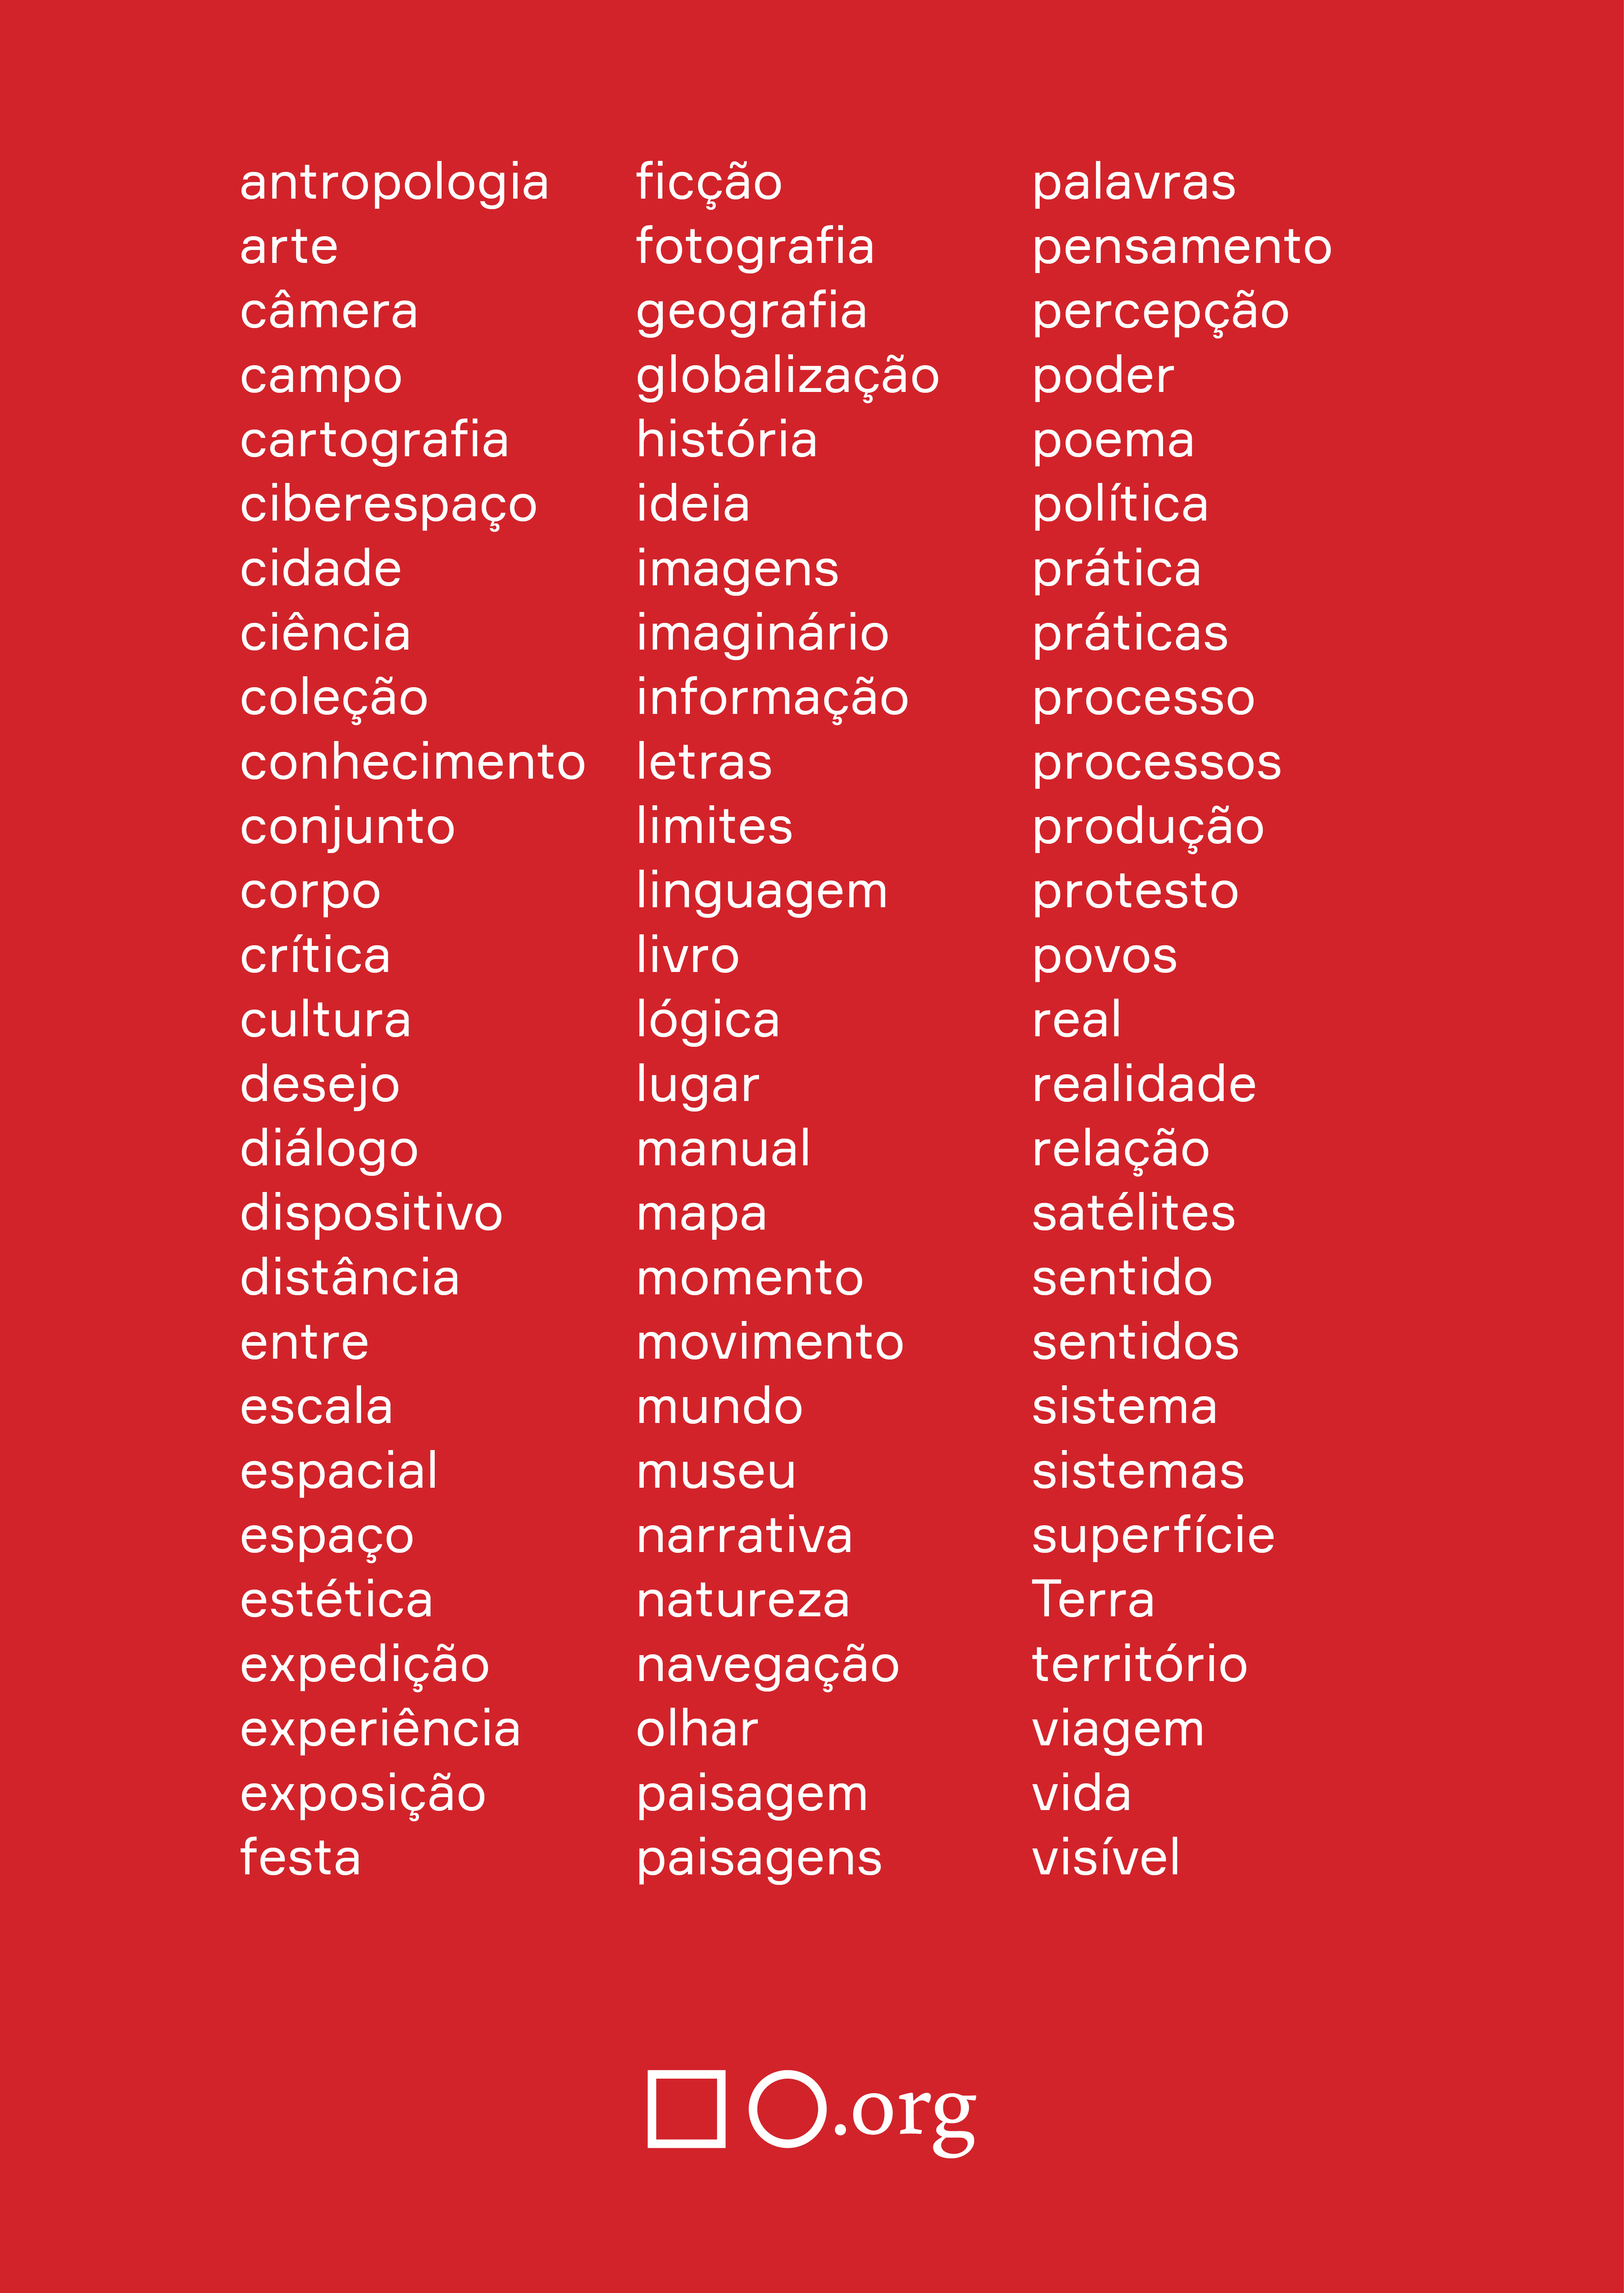 antropologia
arte
câmera
campo
cartografia
ciberespaço
cidade
ciência
coleção
conhecimento
conjunto
corpo
crítica
cultura
desejo
diálogo
dispositivo
distância
entre
escala
espacial
espaço
estética
expedição
experiência
exposição
festa
ficção
fotografia
geografia
globalização
história
ideia
imagens
imaginário
informação
letras
limites
linguagem
livro
lógica
lugar
manual
mapa
momento
movimento
mundo
museu
narrativa
natureza
navegação
olhar
paisagem
paisagens
palavras
pensamento
percepção
poder
poema
política
prática
práticas
processo
processos
produção
protesto
povos
real
realidade
relação
satélites
sentido
sentidos
sistema
sistemas
superfície
Terra
território
viagem
vida
visível
.org